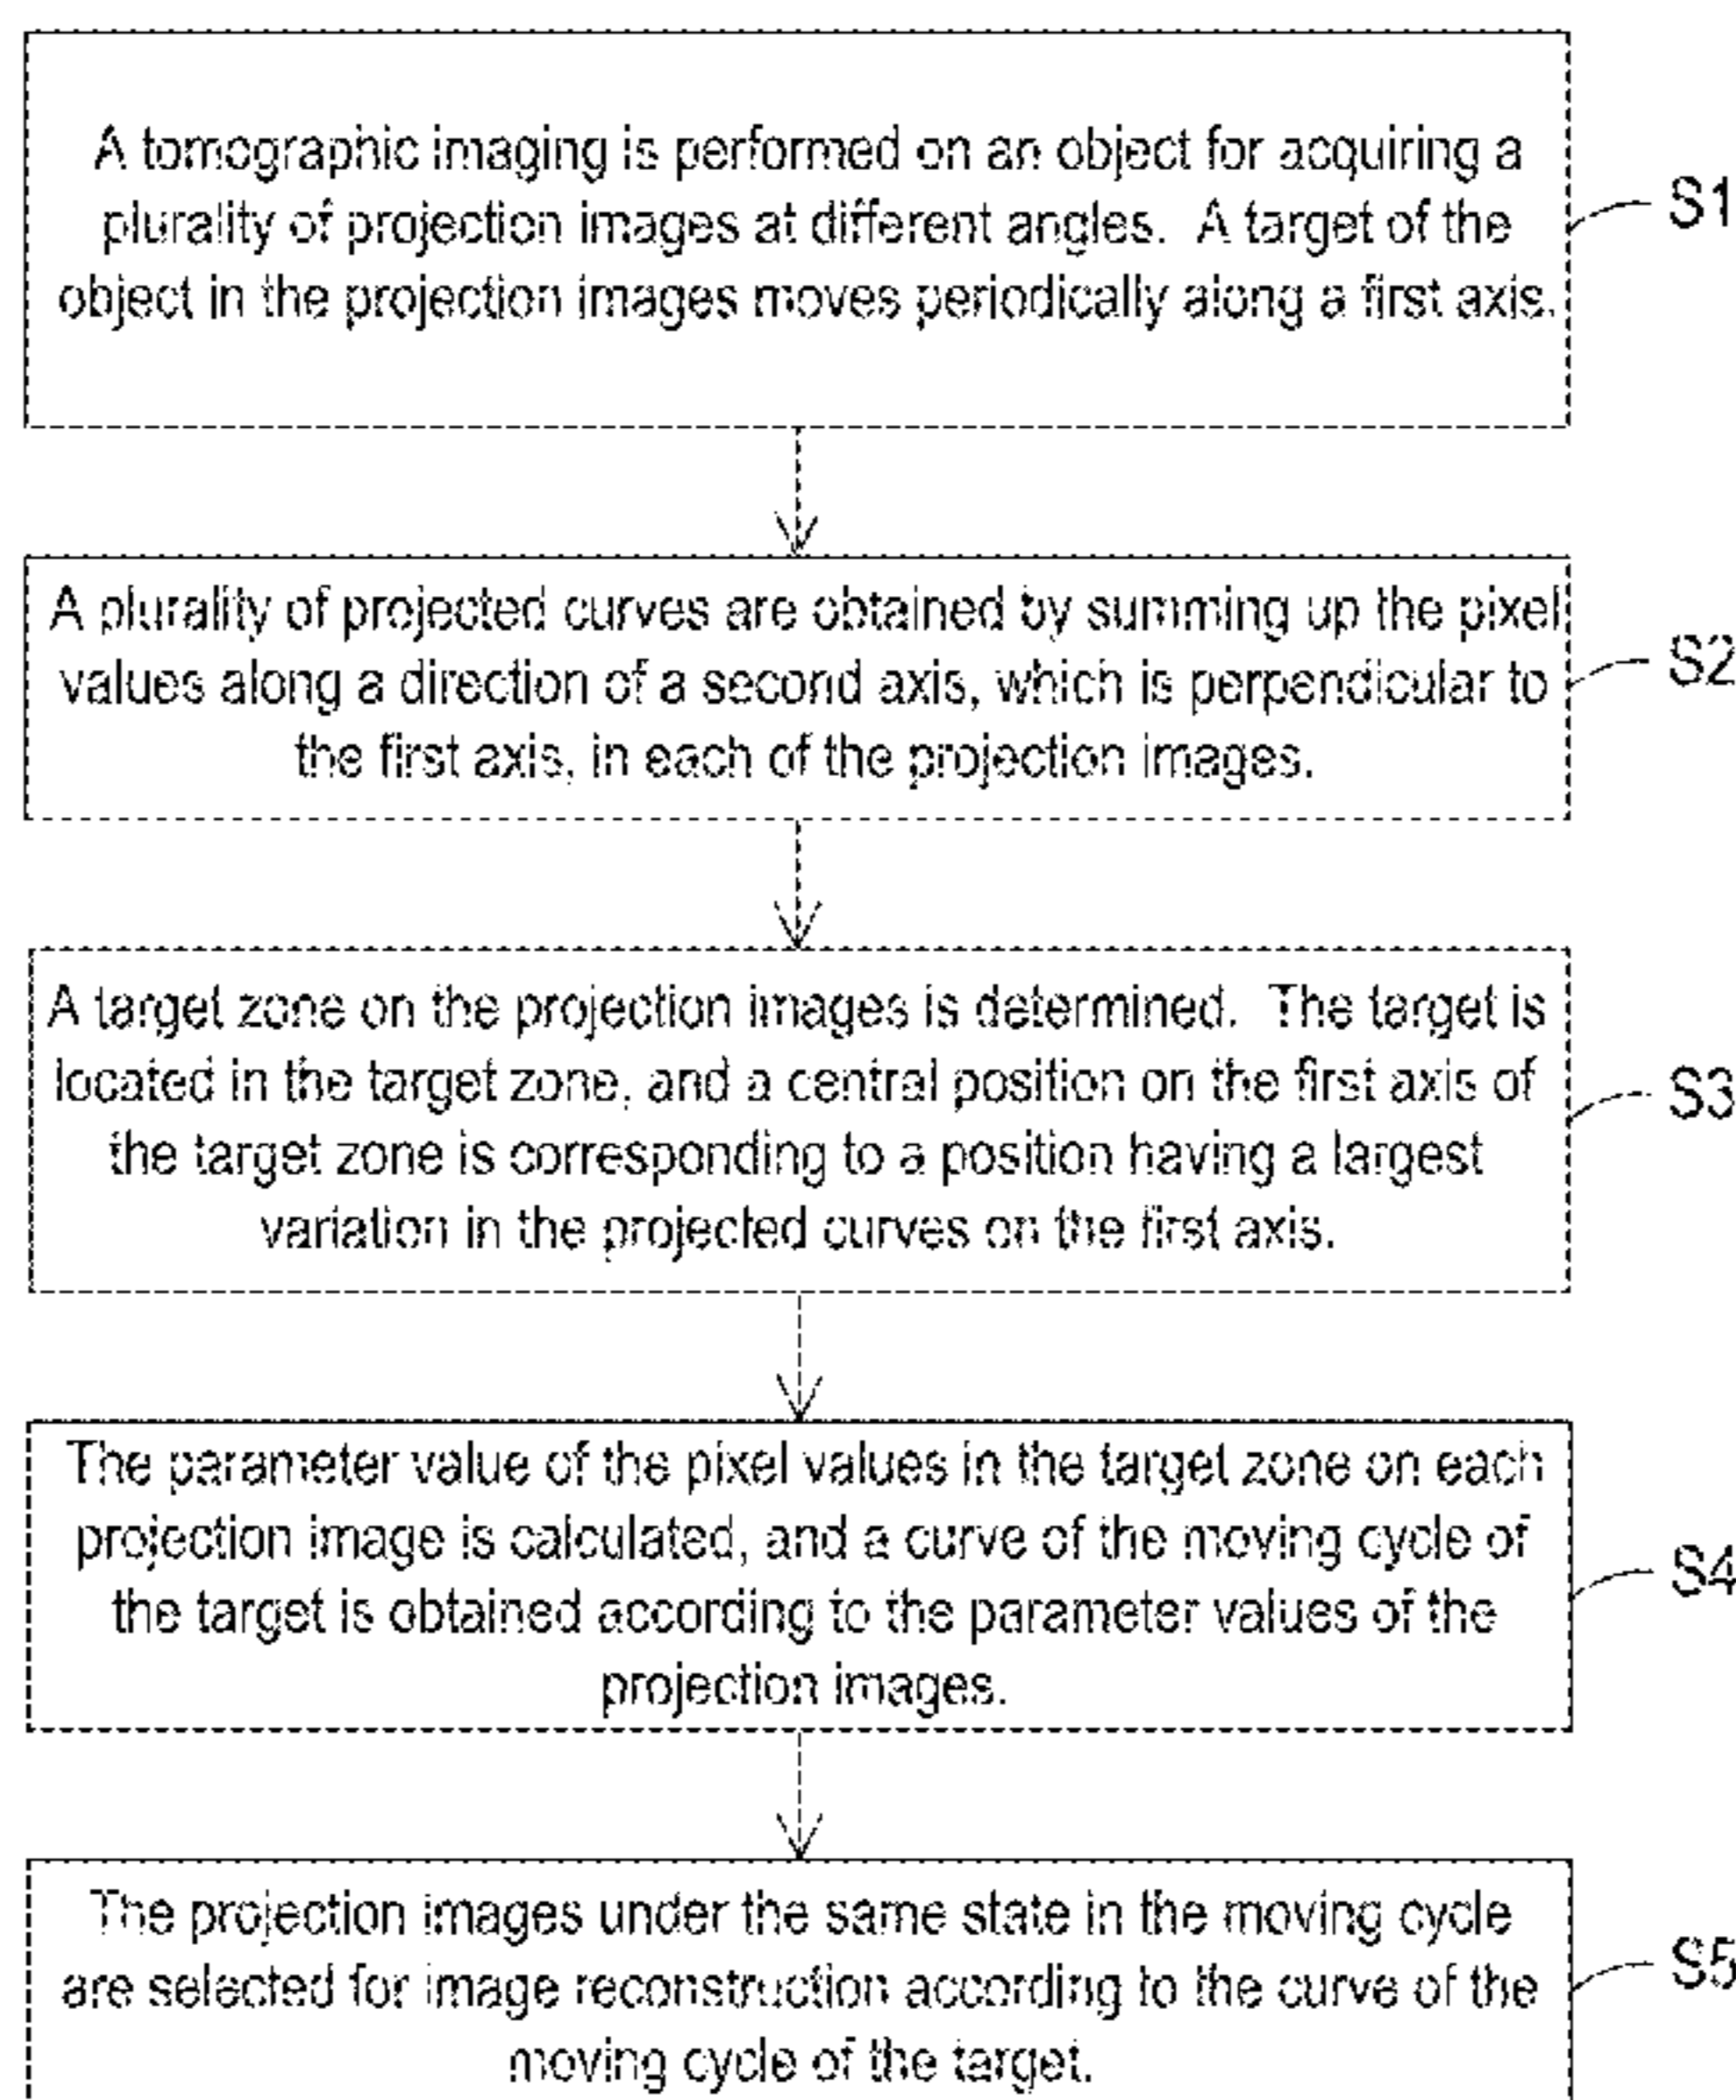 A tomographic imaging is performed on an object for acquiring a
plurality of projection images at different angles. A target of the
object in the projection images moves periodically along a first axis.
S1
A plurality of projected curves are obtained by summing up the pixel
values along a direction of a second axis, which is perpendicular to
the first axis, in each of the projection images.
S2
A target zone on the projection images is determined. The target is
located in the target zone, and a central position on the first axis of
the target zone is corresponding to a position having a largest
variation in the projected curves on the first axis.
S3
The parameter value of the pixel values in the target zone on each
projection image is calculated, and a curve of the moving cycle of
the target is obtained according to the parameter values of the
projection images.
S4
The projection images under the same state in the moving cycle
are selected for image reconstruction according to the curve of the
moving cycle of the target.
S5